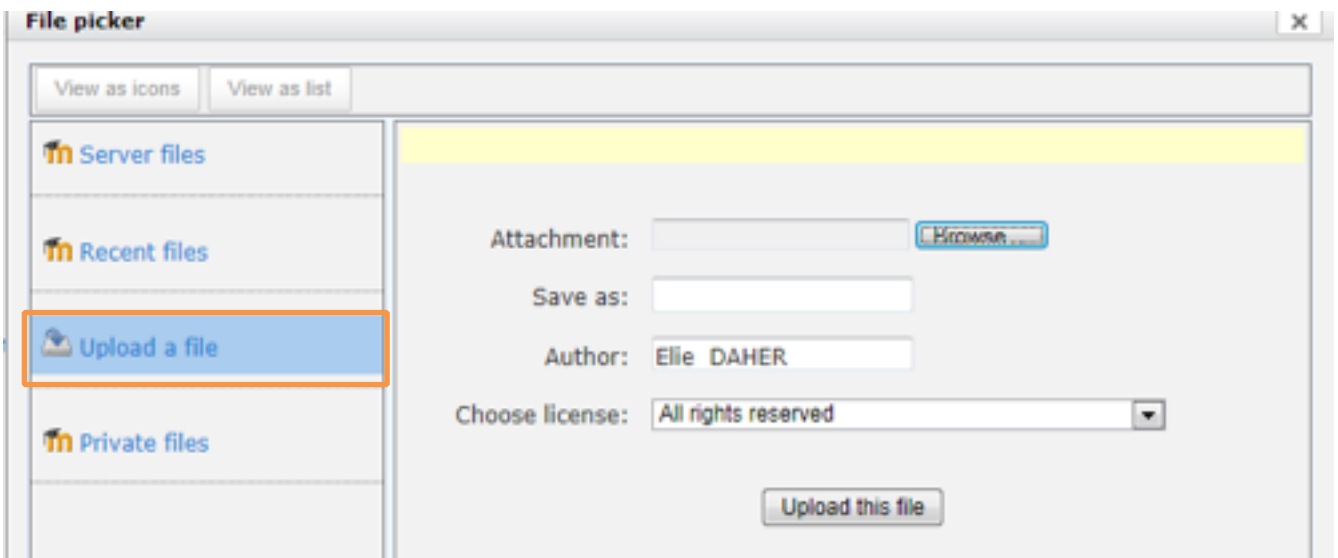 File picker
x
View as icons View as list
Server files
Recent files
Upload a file
Private files
Attachment: Browse ...
Save as:
Author: Elie DAHER
Choose license: All rights reserved
Upload this file